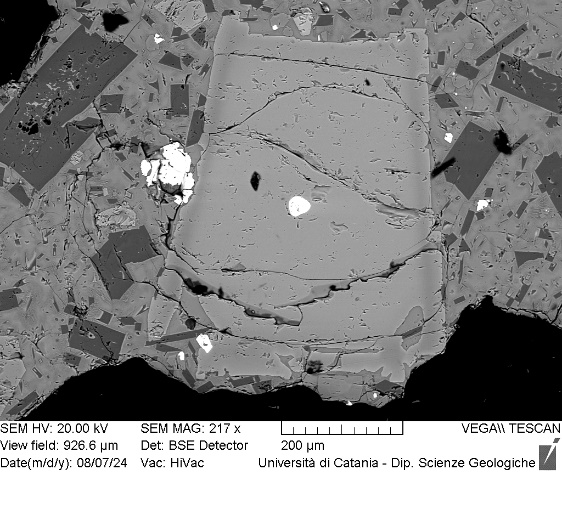 SEM HV: 20.00 kV SEM MAG: 217 x VEGA\\ TESCAN
View field: 926.6 µm Det: BSE Detector 200 µm
Date(m/d/y): 08/07/24 Vac: HiVac Università di Catania - Dip. Scienze Geologiche